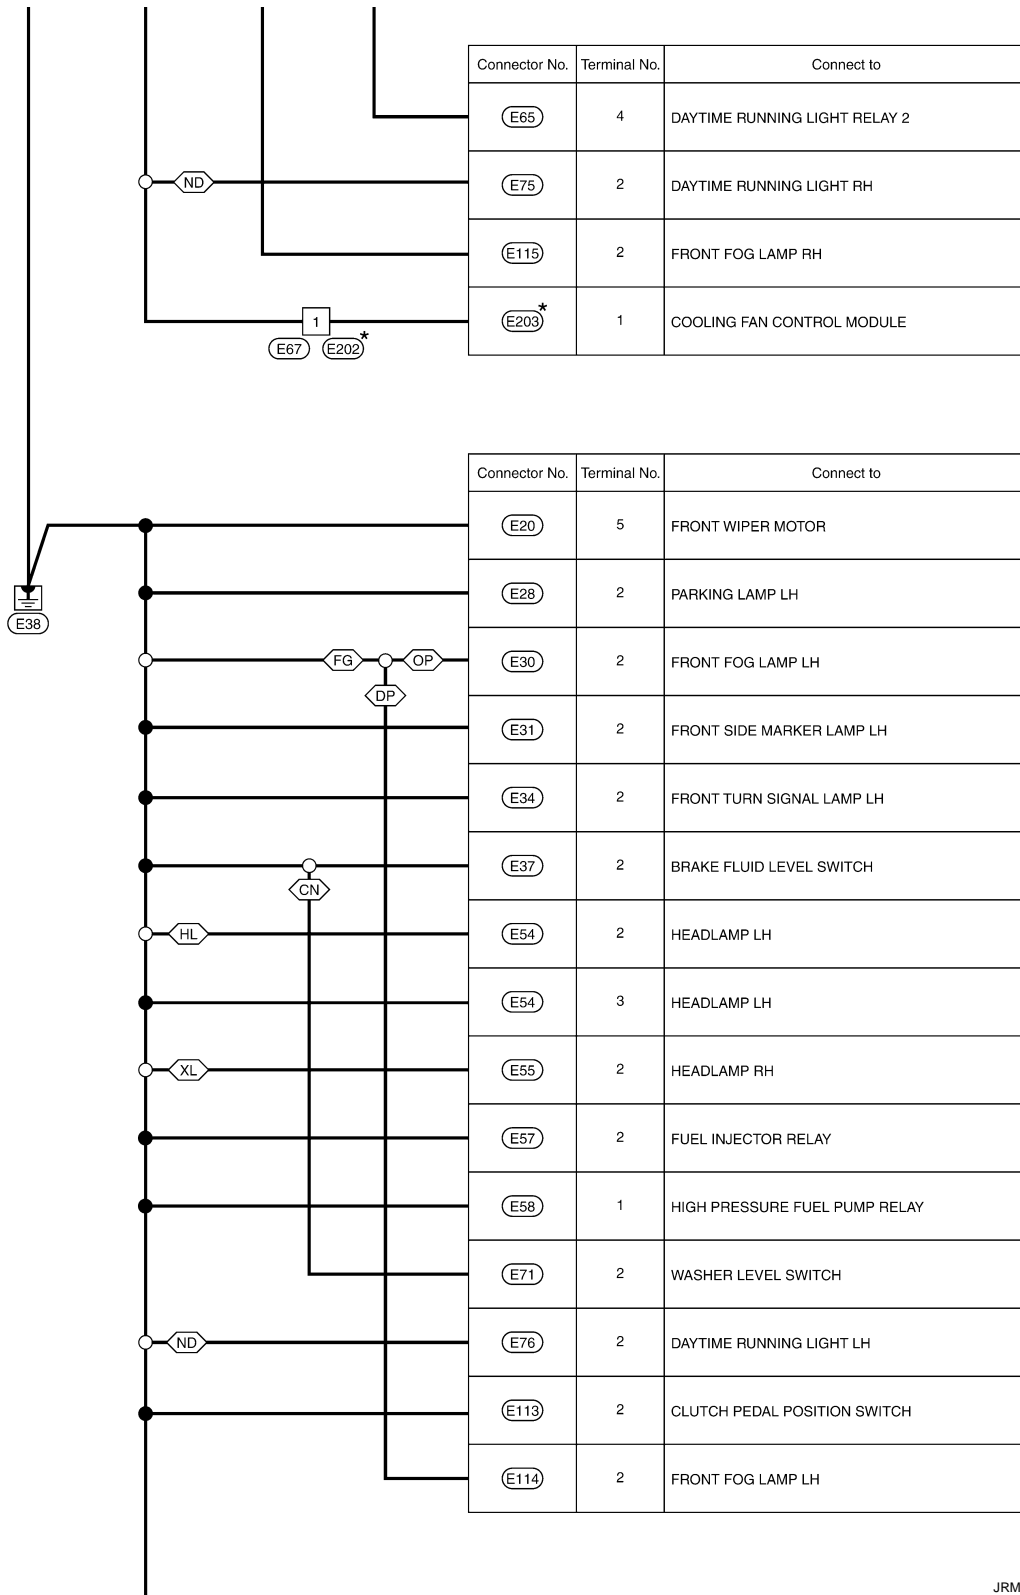 Connector No. Terminal No. Connect to
E65 4 DAYTIME RUNNING LIGHT RELAY 2
ND E75 2 DAYTIME RUNNING LIGHT RH
E115 2 FRONT FOG LAMP RH
1 E203* 1 COOLING FAN CONTROL MODULE
E67 E202*
Connector No. Terminal No. Connect to
E20 5 FRONT WIPER MOTOR
E28 2 PARKING LAMP LH
E38
FG OP E30 2 FRONT FOG LAMP LH
DP
E31 2 FRONT SIDE MARKER LAMP LH
E34 2 FRONT TURN SIGNAL LAMP LH
E37 2 BRAKE FLUID LEVEL SWITCH
CN
HL E54 2 HEADLAMP LH
E54 3 HEADLAMP LH
XL E55 2 HEADLAMP RH
E57 2 FUEL INJECTOR RELAY
E58 1 HIGH PRESSURE FUEL PUMP RELAY
E71 2 WASHER LEVEL SWITCH
ND E76 2 DAYTIME RUNNING LIGHT LH
E113 2 CLUTCH PEDAL POSITION SWITCH
E114 2 FRONT FOG LAMP LH
JRM